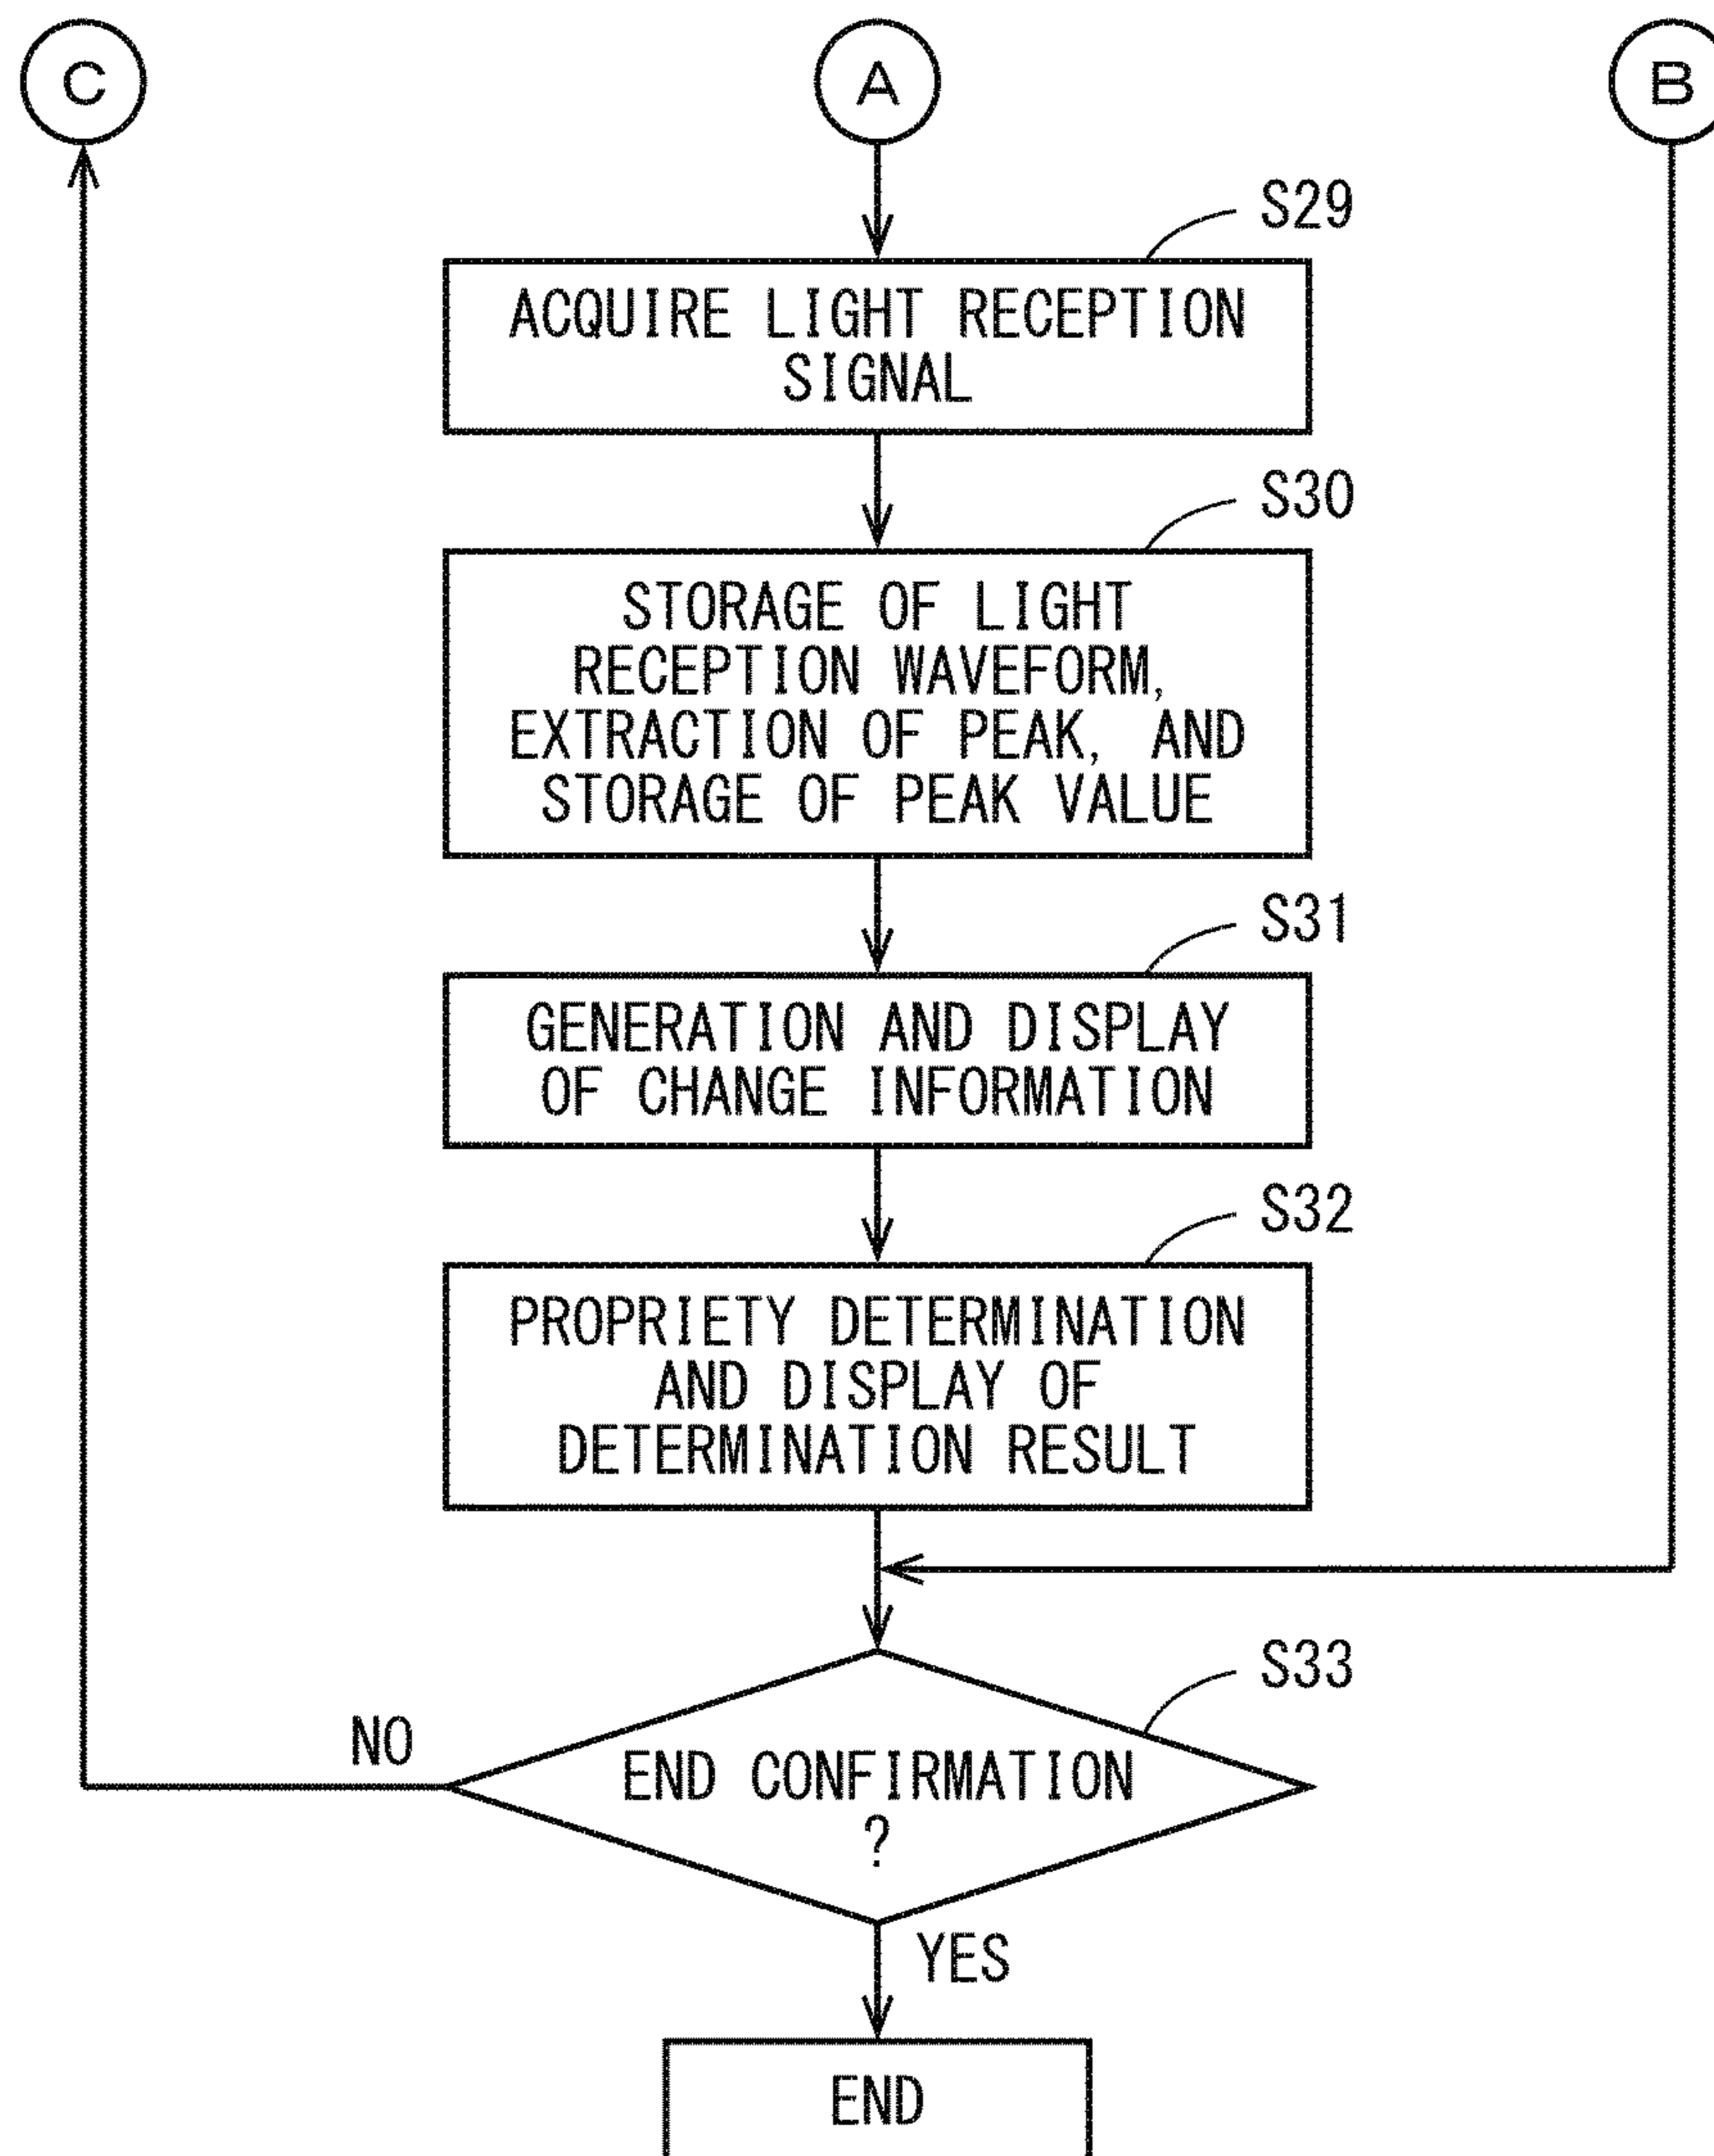 C
A
B
S29
ACQUIRE LIGHT RECEPTION
SIGNAL
S30
STORAGE OF LIGHT
RECEPTION WAVEFORM,
EXTRACTION OF PEAK, AND
STORAGE OF PEAK VALUE
S31
GENERATION AND DISPLAY
OF CHANGE INFORMATION
S32
PROPRIETY DETERMINATION
AND DISPLAY OF
DETERMINATION RESULT
S33
NO
END CONFIRMATION
?
YES
END